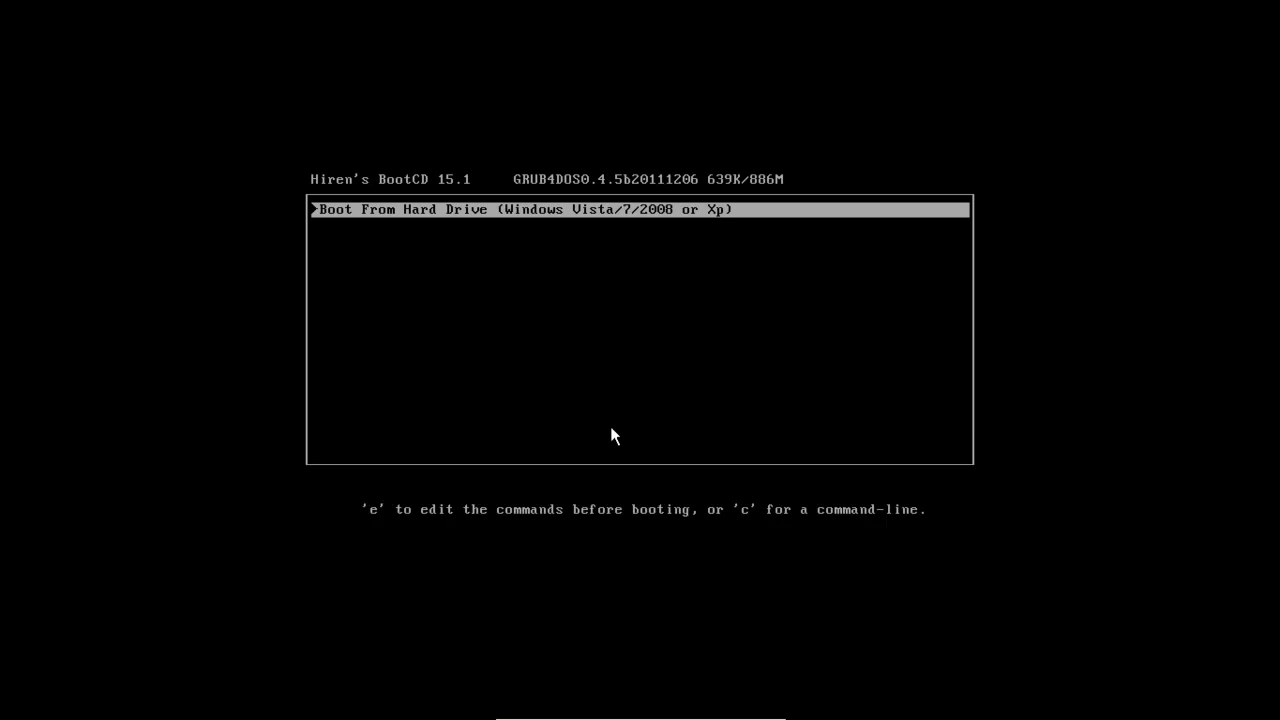 Hiren's BootCD 15.1 GRUB4DOS0.4.5b20111206 639K/886M
Boot From Hard Drive (Windows Vista/7/2008 or Xp)
'e' to edit the commands before booting, or 'c' for a command-line.